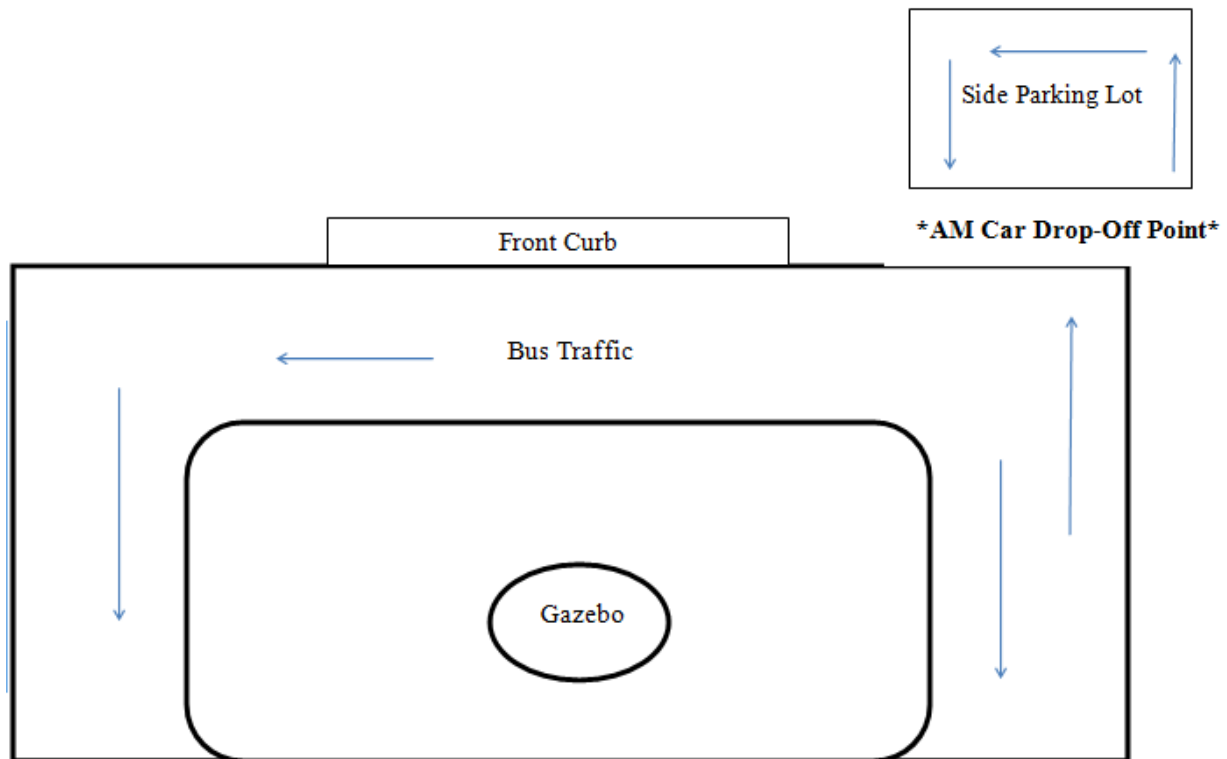 Side Parking Lot
*AM Car Drop-Off Point*
Front Curb
Bus Traffic
Gazebo